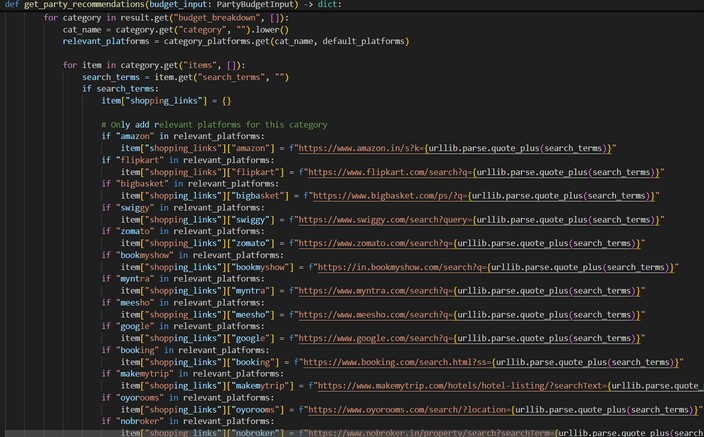 def get_party_recommendations(budget_input: PartyBudgetInput) -> dict:
for category in result.get("budget_breakdown", []):
cat_name = category.get("category", "").lower()
relevant_platforms = category_platforms.get(cat_name, default_platforms)
for item in category.get("items", []):
search_terms = item.get("search_terms", "")
if search_terms:
item["shopping_links"] = {}
# Only add relevant platforms for this category
if "amazon" in relevant_platforms:
item["shopping_links"]["amazon"] = f"https://www.amazon.in/s?k={urllib.parse.quote_plus(search_terms)}"
if "flipkart" in relevant_platforms:
item["shopping_links"]["flipkart"] = f"https://www.flipkart.com/search?q={urllib.parse.quote_plus(search_terms)}"
if "bigbasket" in relevant_platforms:
item["shopping_links"]["bigbasket"] = f"https://www.bigbasket.com/ps/?q={urllib.parse.quote_plus(search_terms)}"
if "swiggy" in relevant_platforms:
item["shopping_links"]["swiggy"] = f"https://www.swiggy.com/search?query={urllib.parse.quote_plus(search_terms)}"
if "zomato" in relevant_platforms:
item["shopping_links"]["zomato"] = f"https://www.zomato.com/search?q={urllib.parse.quote_plus(search_terms)}"
if "bookmyshow" in relevant_platforms:
item["shopping_links"]["bookmyshow"] = f"https://in.bookmyshow.com/search?q={urllib.parse.quote_plus(search_terms)}"
if "myntra" in relevant_platforms:
item["shopping_links"]["myntra"] = f"https://www.myntra.com/search?q={urllib.parse.quote_plus(search_terms)}"
if "meesho" in relevant_platforms:
item["shopping_links"]["meesho"] = f"https://www.meesho.com/search?q={urllib.parse.quote_plus(search_terms)}"
if "google" in relevant_platforms:
item["shopping_links"]["google"] = f"https://www.google.com/search?q={urllib.parse.quote_plus(search_terms)}"
if "booking" in relevant_platforms:
item["shopping_links"]["booking"] = f"https://www.booking.com/search.html?ss={urllib.parse.quote_plus(search_terms)}"
if "makemytrip" in relevant_platforms:
item["shopping_links"]["makemytrip"] = f"https://www.makemytrip.com/hotels/hotel-listing/?searchText={urllib.parse.quote_
if "oyorooms" in relevant_platforms:
item["shopping_links"]["oyorooms"] = f"https://www.oyorooms.com/search/?location={urllib.parse.quote_plus(search_terms)}"
if "nobroker" in relevant_platforms:
item["shopping_links"]["nobroker"] = f"https://www.nobroker.in/property/search?searchTerm={urllib.parse.quote_plus(search